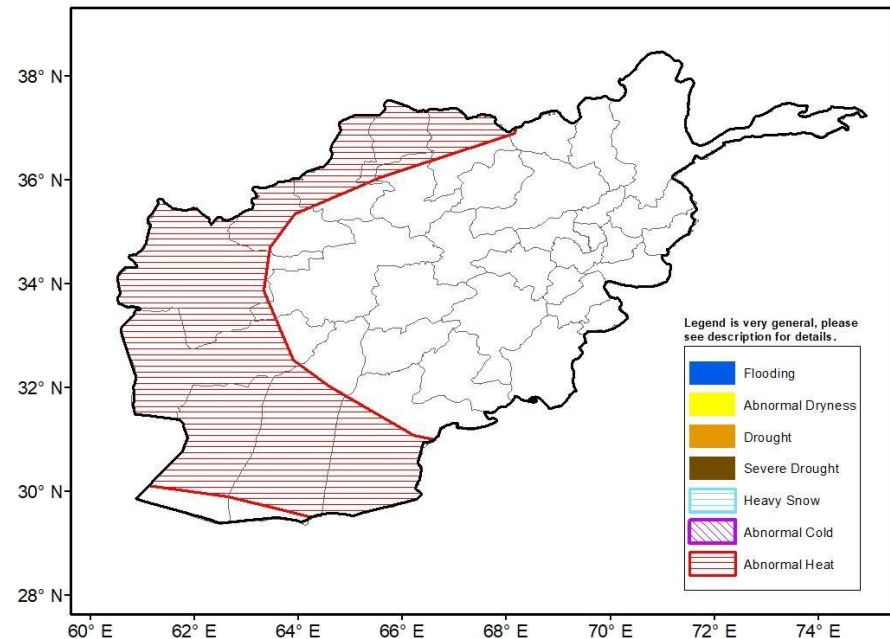 38° N
36° N
34° N
32° N
30° N
28° N
60° E 62° E 64° E 66° E 68° E 70° E 72° E 74° E
Legend is very general, please
see description for details.
Flooding
Abnormal Dryness
Drought
Severe Drought
Heavy Snow
Abnormal Cold
Abnormal Heat